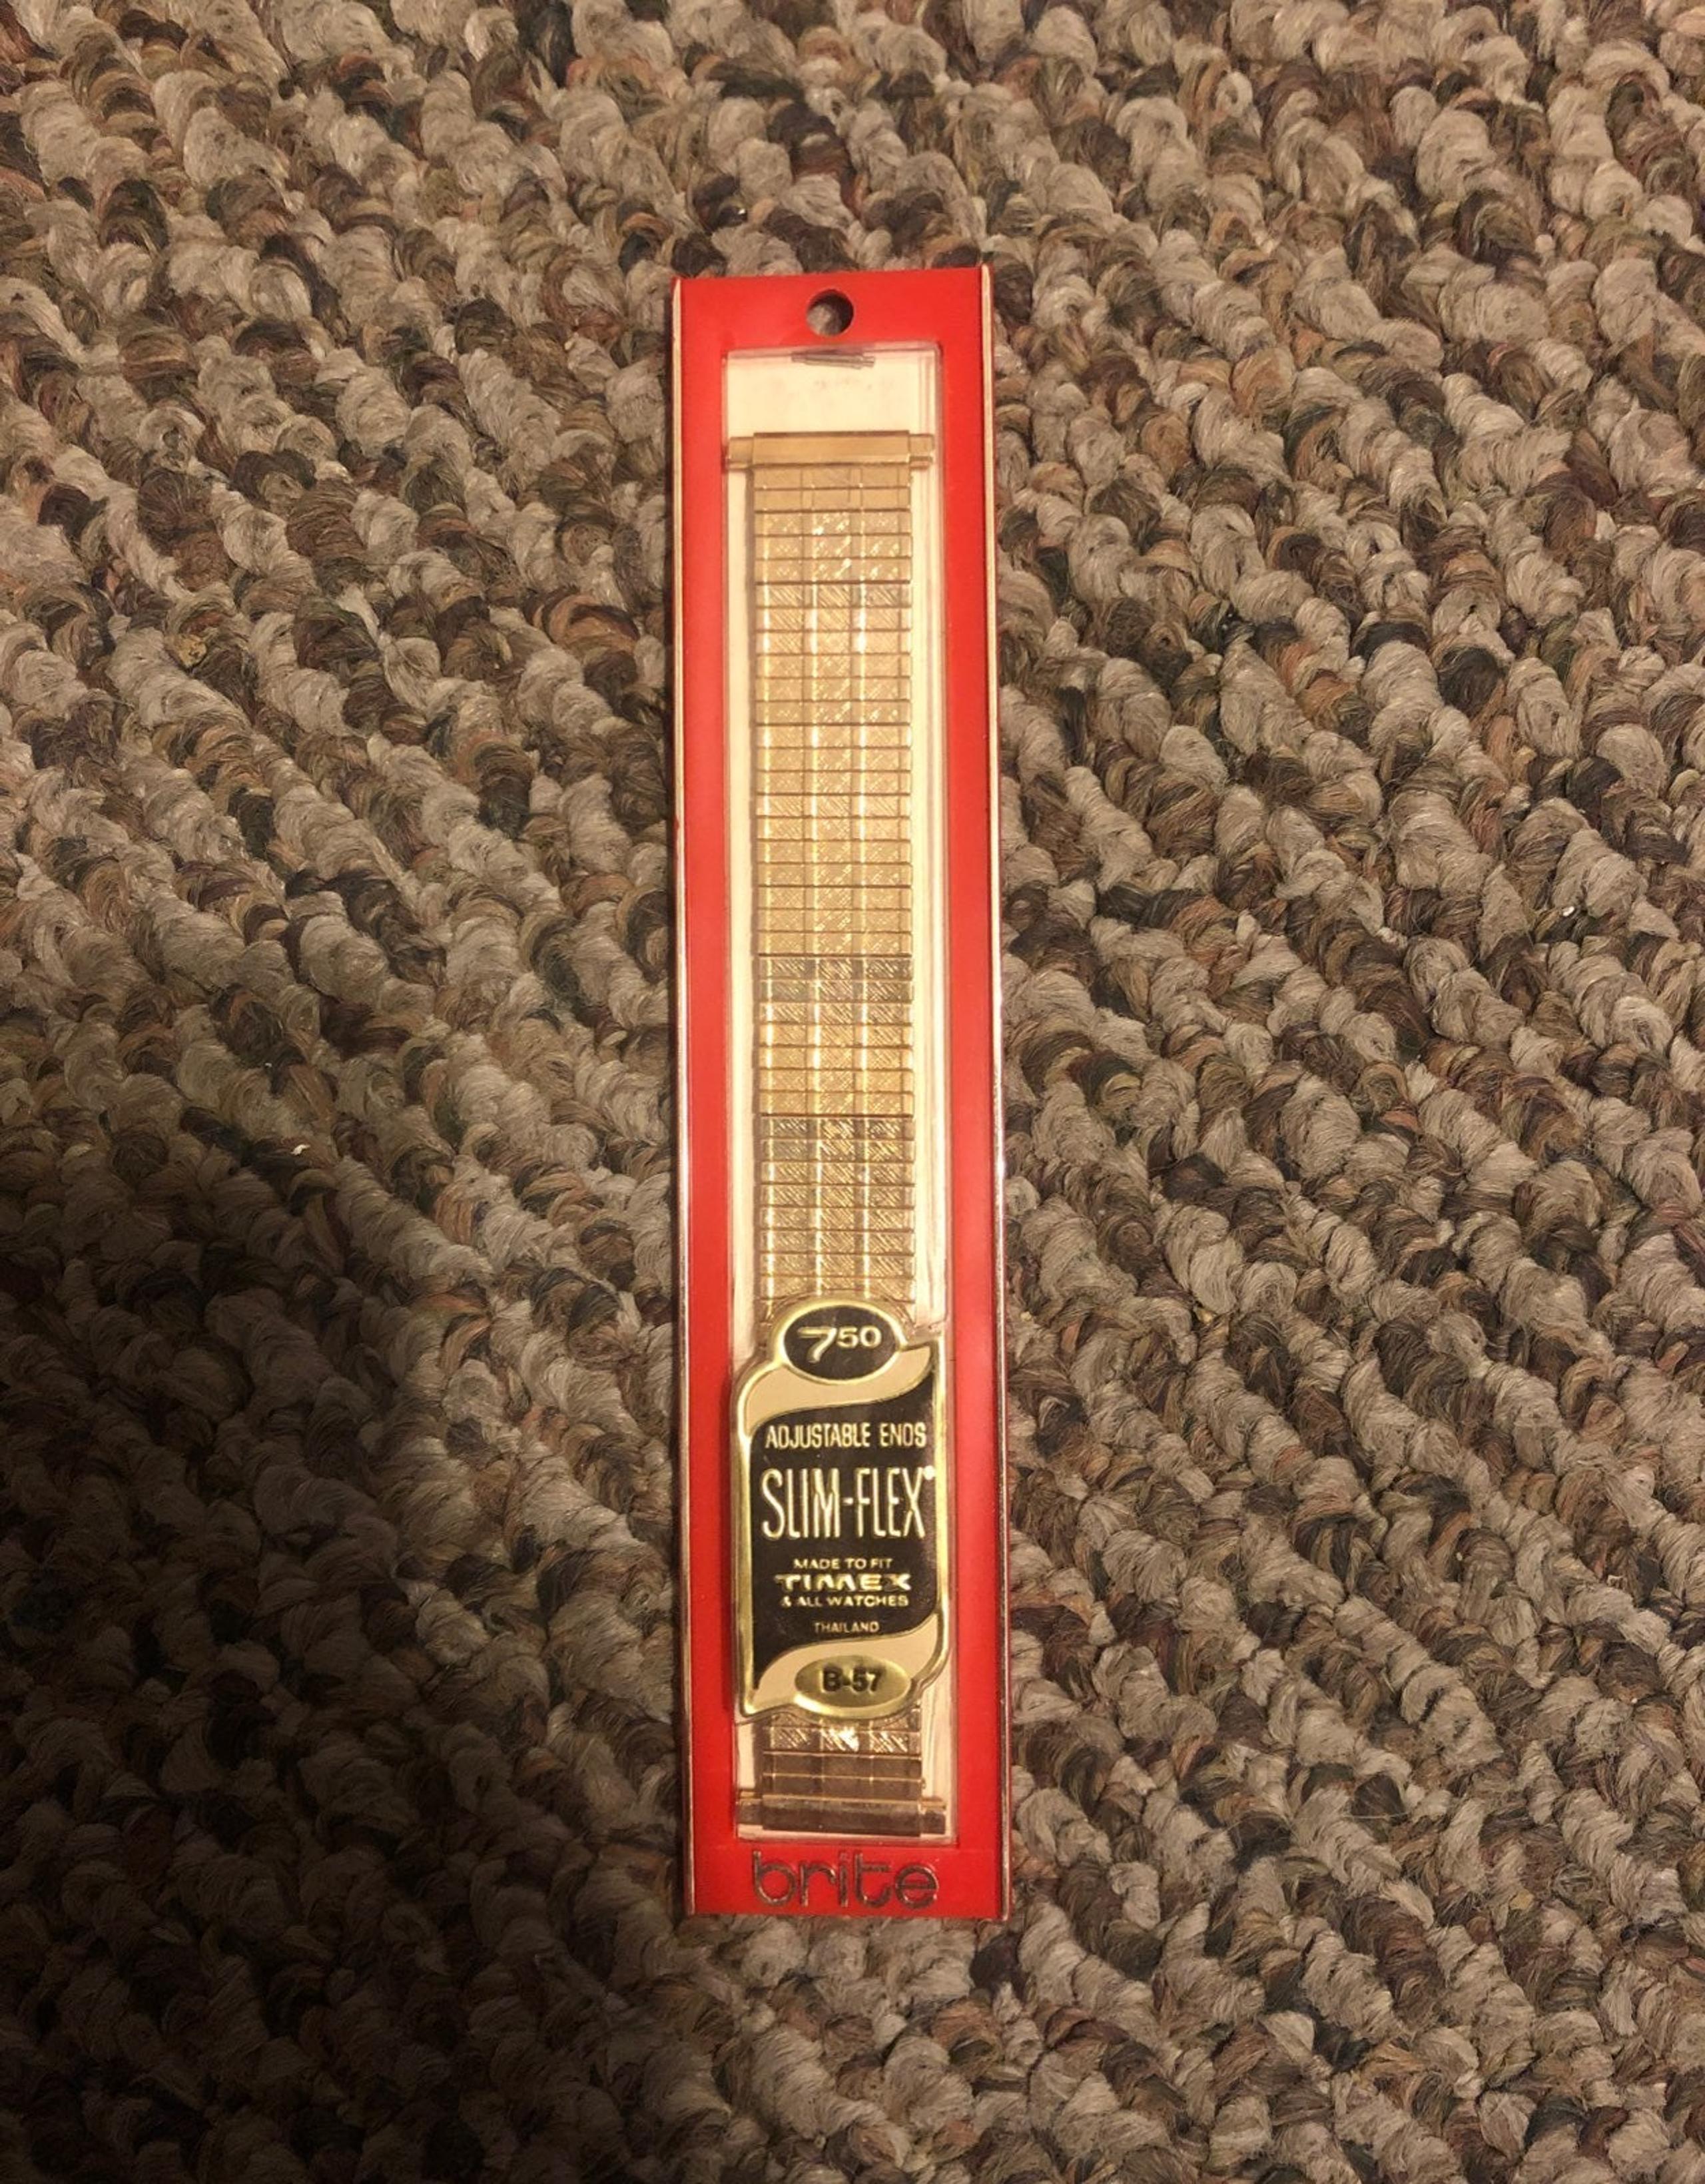 750
ADJUSTABLE ENDS
SLIM-FLEX®
MADE TO FIT
TIMEX
& ALL WATCHES
THAILAND
B-57
brite